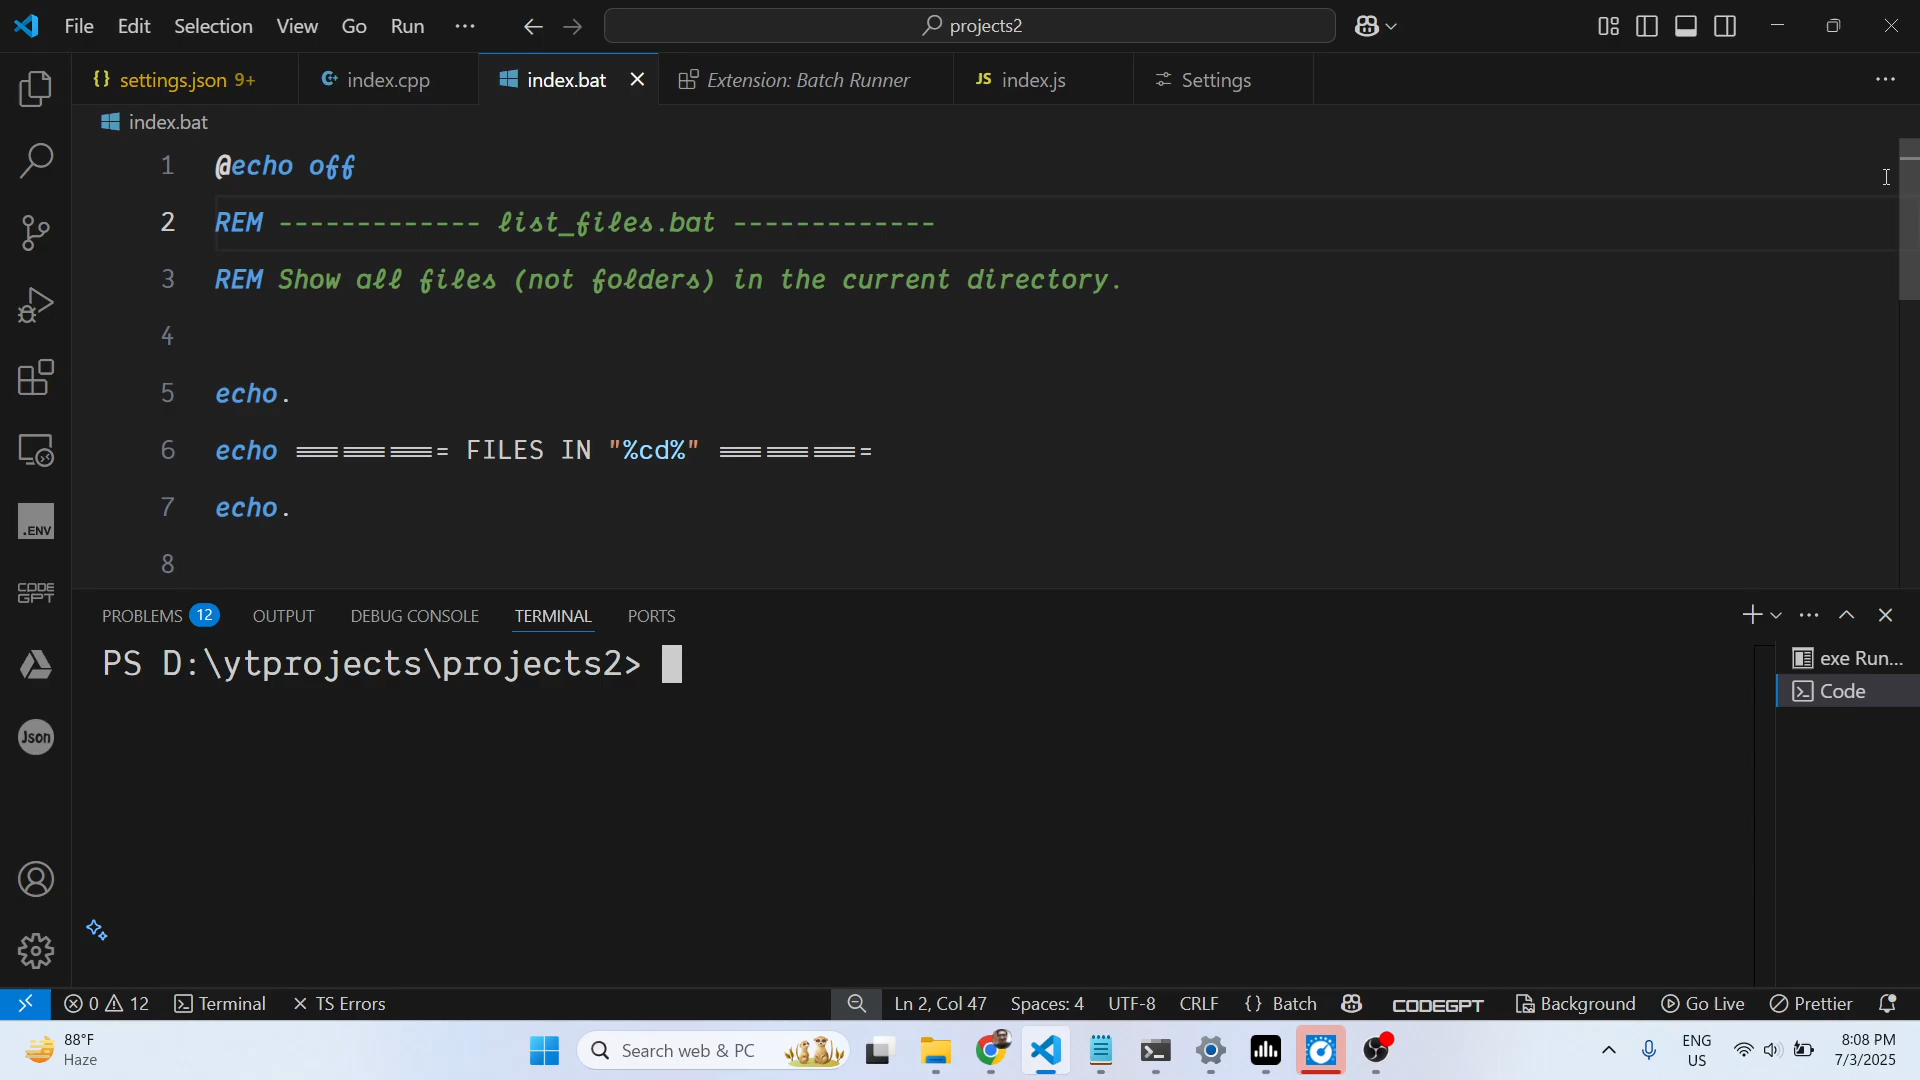 File Edit Selection View Go Run ··· projects2
settings.json 9+ index.cpp index.bat Extension: Batch Runner JS index.js Settings
index.bat
1 @echo off
2 REM ------------- list_files.bat -------------
3 REM Show all files (not folders) in the current directory.
4
5 echo.
6 echo ========== FILES IN "%cd%" ==========
7 echo.
8
PROBLEMS 12 OUTPUT DEBUG CONSOLE TERMINAL PORTS
PS D:\ytprojects\projects2>
exe Run...
Code
.ENV
CODE
GPT
Json
0 12 Terminal TS Errors Ln 2, Col 47 Spaces: 4 UTF-8 CRLF {} Batch CODEGPT Background Go Live Prettier
88°F
Haze
Search web & PC
ENG
US
8:08 PM
7/3/2025